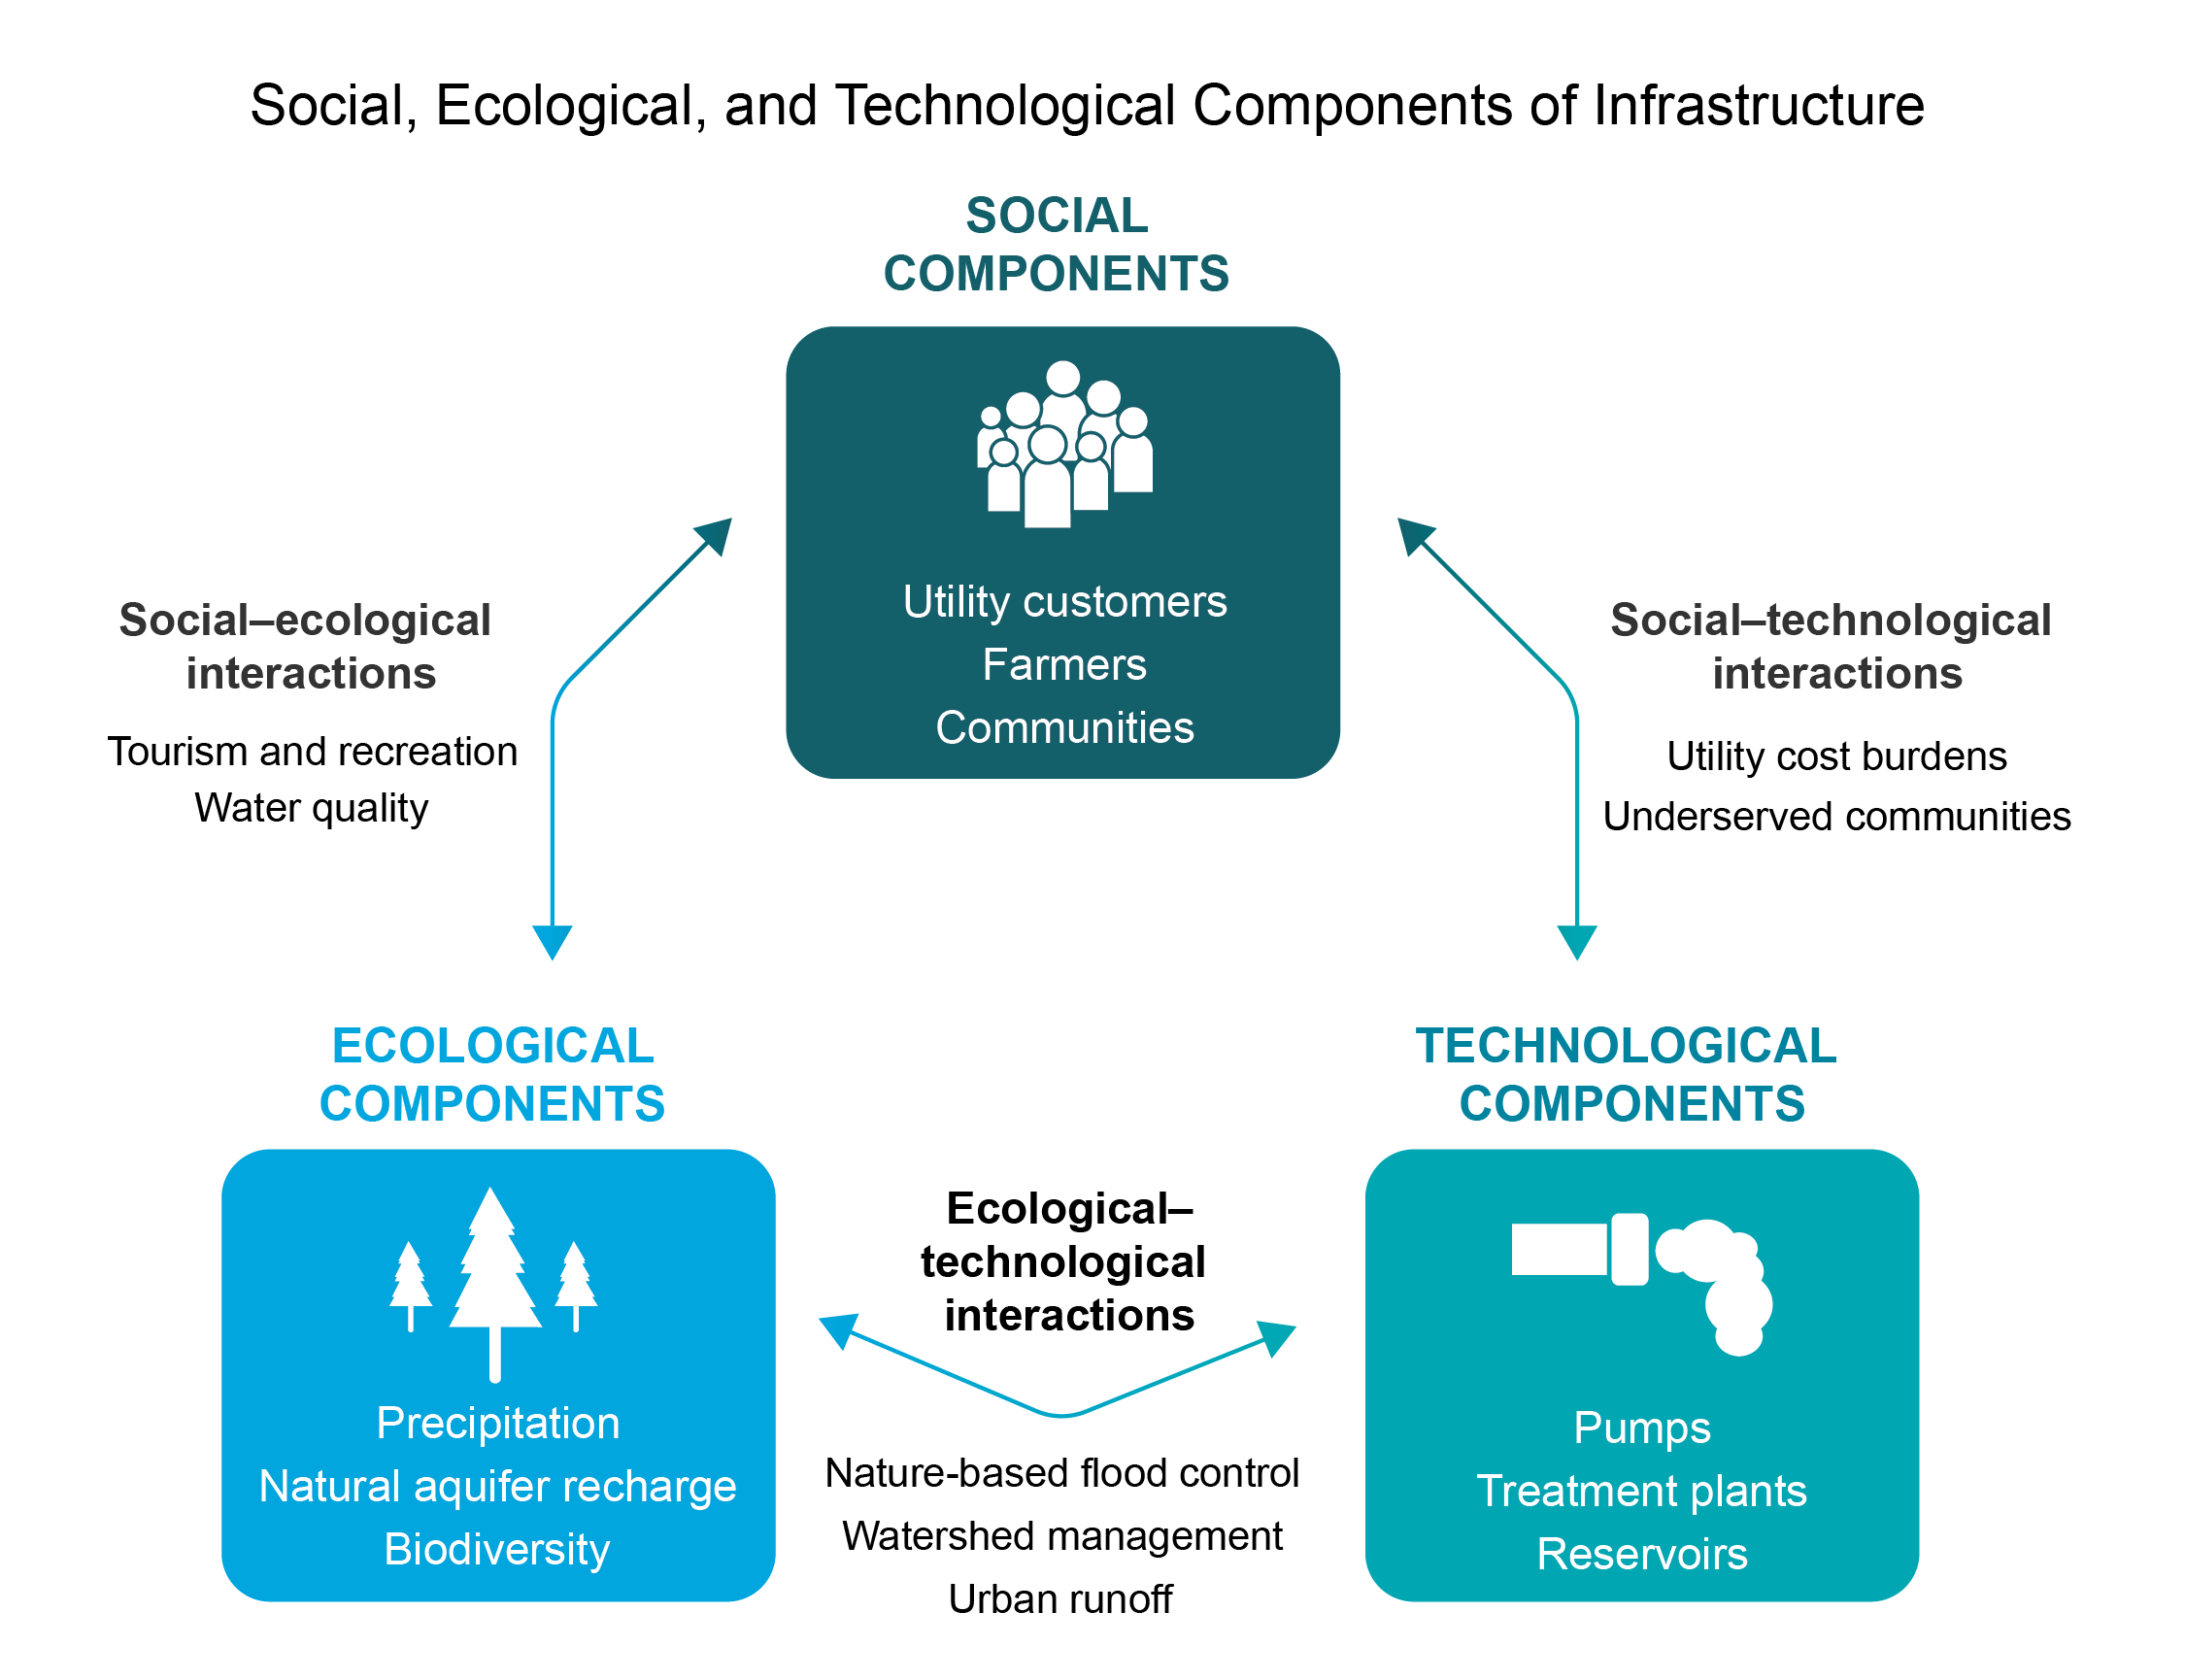 Social, Ecological, and Technological Components of Infrastructure
SOCIAL
COMPONENTS
Utility customers
Farmers
Communities
Social–ecological
interactions
Tourism and recreation
Water quality
Social–technological
interactions
Utility cost burdens
Underserved communities
ECOLOGICAL
COMPONENTS
Precipitation
Natural aquifer recharge
Biodiversity
Ecological–
technological
interactions
Nature-based flood control
Watershed management
Urban runoff
TECHNOLOGICAL
COMPONENTS
Pumps
Treatment plants
Reservoirs